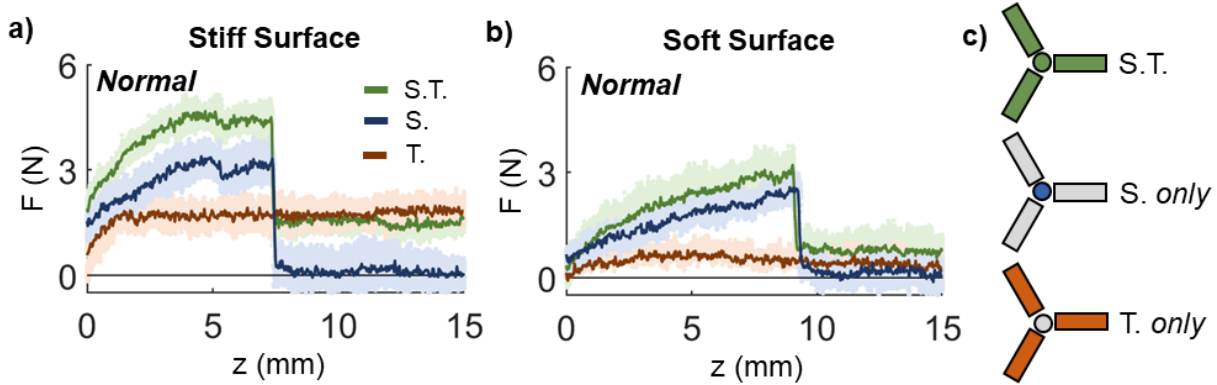 a)
Stiff Surface
Normal
S.T.
S.
T.
6
3
0
F (N)
0
5
10
15
z (mm)
b)
Soft Surface
Normal
6
3
0
F (N)
0
5
10
15
z (mm)
c)
S.T.
S. only
T. only